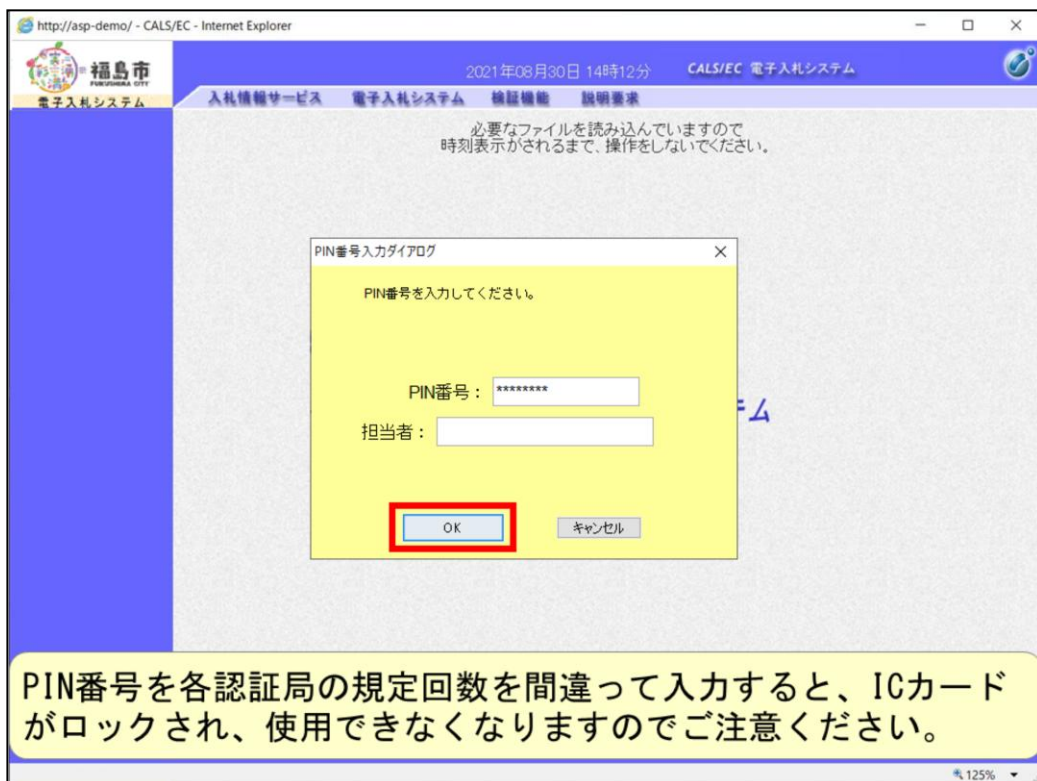 http://asp-demo/ - CALS/EC - Internet Explorer
福島市
FUKUSHIMA CITY
電子入札システム
2021年08月30日 14時12分
CALS/EC 電子入札システム
入札情報サービス 電子入札システム 検証機能 説明要求
必要なファイルを読み込んでいますので
時刻表示がされるまで、操作をしないでください。
PIN番号入力ダイアログ
PIN番号を入力してください。
PIN番号： ********
担当者：
テム
OK キャンセル
PIN番号を各認証局の規定回数を間違って入力すると、ICカード
がロックされ、使用できなくなりますのでご注意ください。
125%